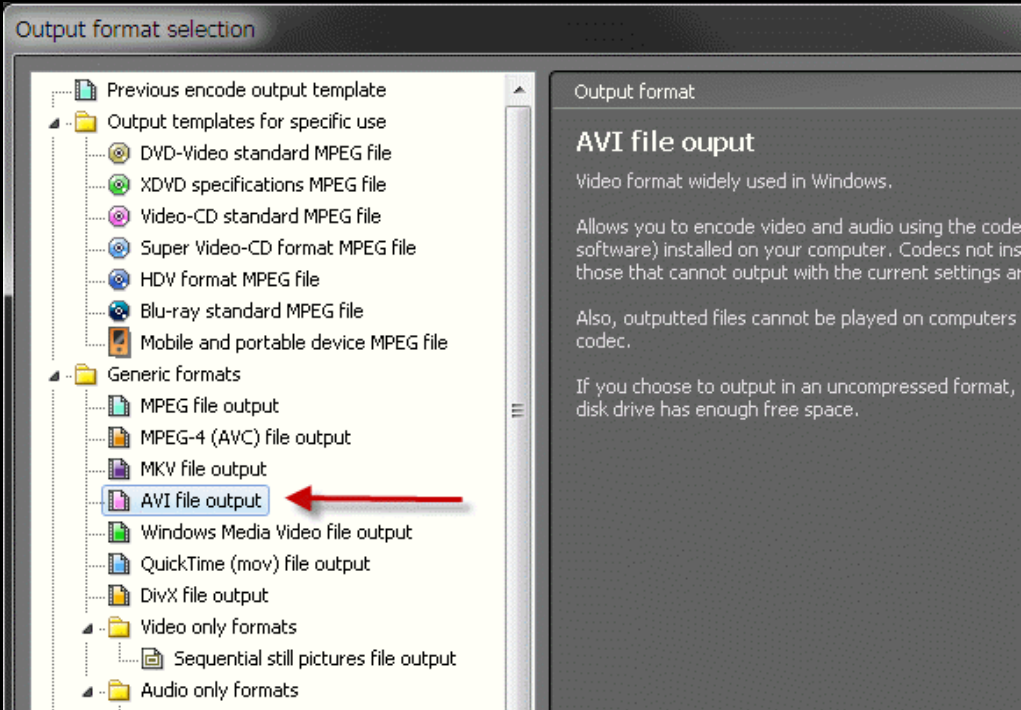 Output format selection
Previous encode output template
Output templates for specific use
DVD-Video standard MPEG file
XDVD specifications MPEG file
Video-CD standard MPEG file
Super Video-CD format MPEG file
HDV format MPEG file
Blu-ray standard MPEG file
Mobile and portable device MPEG file
Generic formats
MPEG file output
MPEG-4 (AVC) file output
MKV file output
AVI file output
Windows Media Video file output
QuickTime (mov) file output
DivX file output
Video only formats
Sequential still pictures file output
Audio only formats
Output format
AVI file ouput
Video format widely used in Windows.
Allows you to encode video and audio using the code
software) installed on your computer. Codecs not ins
those that cannot output with the current settings a
Also, outputted files cannot be played on computers
codec.
If you choose to output in an uncompressed format,
disk drive has enough free space.